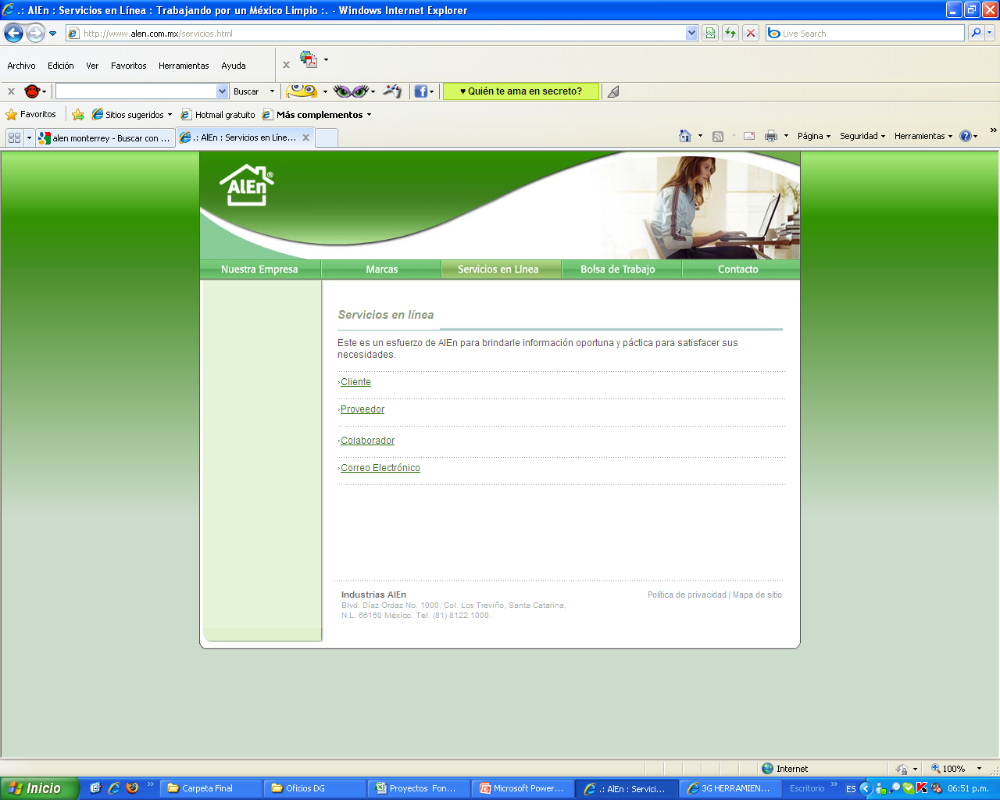 .: AlEn : Servicios en Línea : Trabajando por un México Limpio :. - Windows Internet Explorer
http://www.alen.com.mx/servicios.html
Live Search
Archivo Edición Ver Favoritos Herramientas Ayuda
Buscar
♥ Quién te ama en secreto?
Favoritos Sitios sugeridos Hotmail gratuito Más complementos
alen monterrey - Buscar con ... .: AlEn : Servicios en Líne... Página Seguridad Herramientas »
AlEn®
Nuestra Empresa Marcas Servicios en Línea Bolsa de Trabajo Contacto
Servicios en línea
Este es un esfuerzo de AlEn para brindarle información oportuna y páctica para satisfacer sus
necesidades.
Cliente
Proveedor
Colaborador
Correo Electrónico
Industrias AlEn Política de privacidad | Mapa de sitio
Blvd. Díaz Ordaz No. 1000, Col. Los Treviño, Santa Catarina,
N.L. 66150 México. Tel. (81) 8122.1000.
Internet 100%
Inicio » Carpeta Final Oficios DG Proyectos Fon... Microsoft Power... .: AlEn : Servici... 3G HERRAMIEN... Escritorio » ES 06:51 p.m.